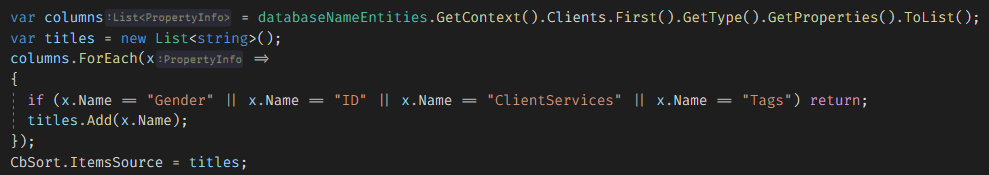 var columns:List<PropertyInfo> = databaseNameEntities.GetContext().Clients.First().GetType().GetProperties().ToList();
var titles = new List<string>();
columns.ForEach(x:PropertyInfo =>
{
if (x.Name == "Gender" || x.Name == "ID" || x.Name == "ClientServices" || x.Name == "Tags") return;
titles.Add(x.Name);
});
CbSort.ItemsSource = titles;